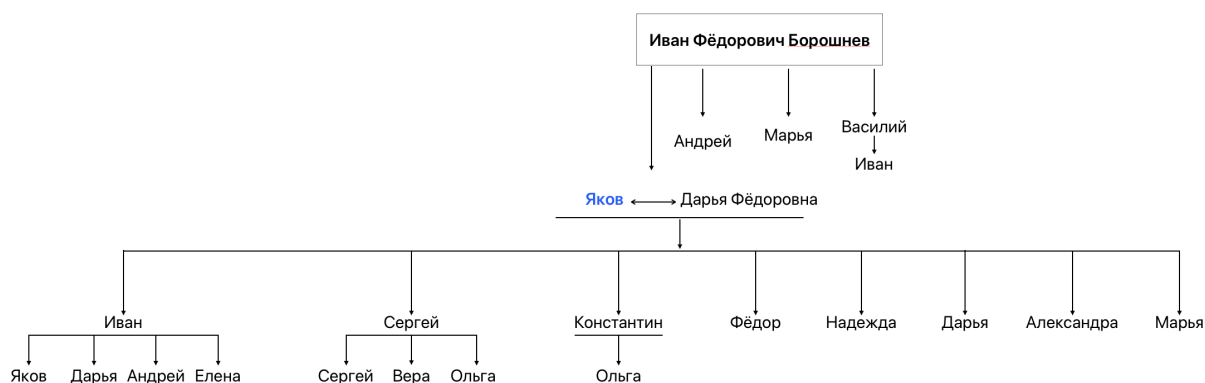 Иван Фёдорович Борошнев
Андрей
Марья
Василий
Иван
Яков
Дарья Фёдоровна
Иван
Сергей
Константин
Фёдор
Надежда
Дарья
Александра
Марья
Яков
Дарья
Андрей
Елена
Сергей
Вера
Ольга
Ольга